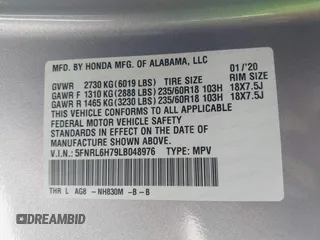 MFD. BY HONDA MFG. OF ALABAMA, LLC
01/'20
GVWR 2730 KG(6019 LBS) TIRE SIZE RIM SIZE
GAWR F 1310 KG(2888 LBS) 235/60R18 103H 18X7.5J
GAWR R 1465 KG(3230 LBS) 235/60R18 103H 18X7.5J
THIS VEHICLE CONFORMS TO ALL APPLICABLE
FEDERAL MOTOR VEHICLE SAFETY STANDARDS IN
EFFECT ON THE DATE OF MANUFACTURE SHOWN ABOVE.
V.I.N: 5FNRL6H79LB048976 TYPE: MPV
THR L AG8 -NH830M -B - B